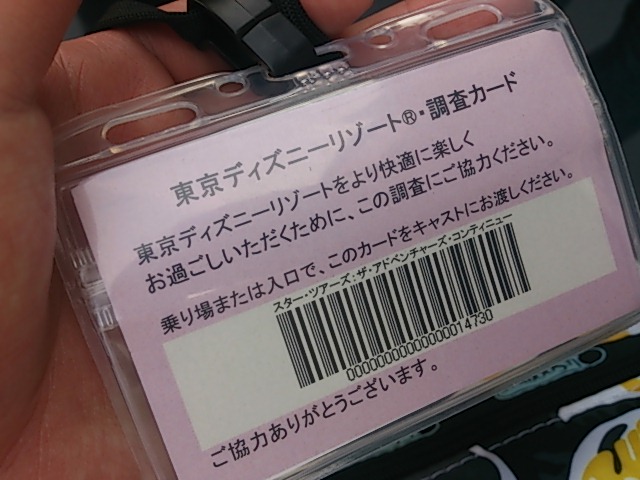 東京ディズニーリゾート®・調査カード
東京ディズニーリゾートをより快適に楽しく
お過ごしいただくために、この調査にご協力ください。
乗り場または入口で、このカードをキャストにお渡しください。
スター・ツアーズ:ザ・アドベンチャーズ・コンティニュー
00000000000000014730
ご協力ありがとうございます。